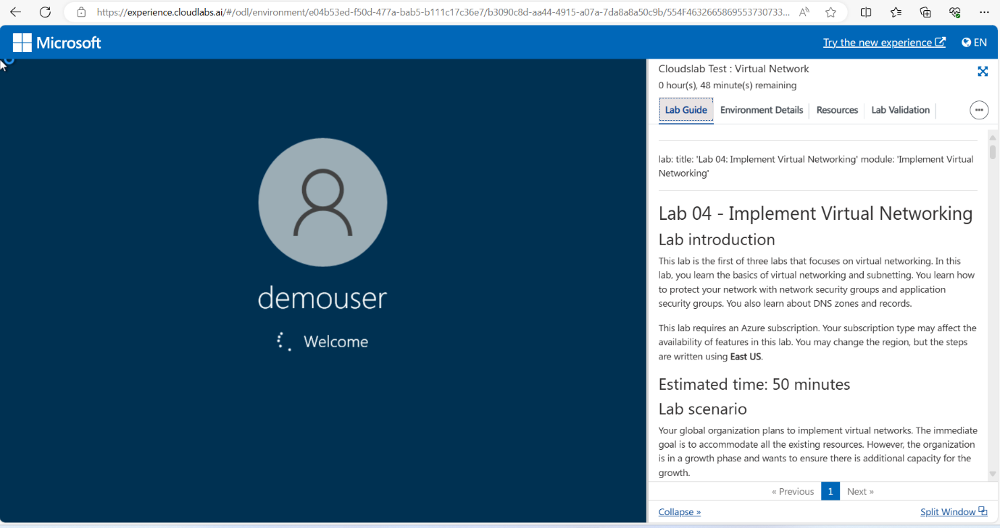 https://experience.cloudlabs.ai/#/odl/environment/e04b53ed-f50d-477a-bab5-b111c17c36e7/b3090c8d-aa44-4915-a07a-7da8a8a50c9b/554F4632665869553730733...
Microsoft
Try the new experience
EN
Cloudslab Test : Virtual Network
0 hour(s), 48 minute(s) remaining
Lab Guide
Environment Details
Resources
Lab Validation
demouser
Welcome
lab: title: 'Lab 04: Implement Virtual Networking' module: 'Implement Virtual
Networking'
Lab 04 - Implement Virtual Networking
Lab introduction
This lab is the first of three labs that focuses on virtual networking. In this
lab, you learn the basics of virtual networking and subnetting. You learn how
to protect your network with network security groups and application
security groups. You also learn about DNS zones and records.
This lab requires an Azure subscription. Your subscription type may affect the
availability of features in this lab. You may change the region, but the steps
are written using East US.
Estimated time: 50 minutes
Lab scenario
Your global organization plans to implement virtual networks. The immediate
goal is to accommodate all the existing resources. However, the organization
is in a growth phase and wants to ensure there is additional capacity for the
growth.
« Previous
1
Next »
Collapse »
Split Window